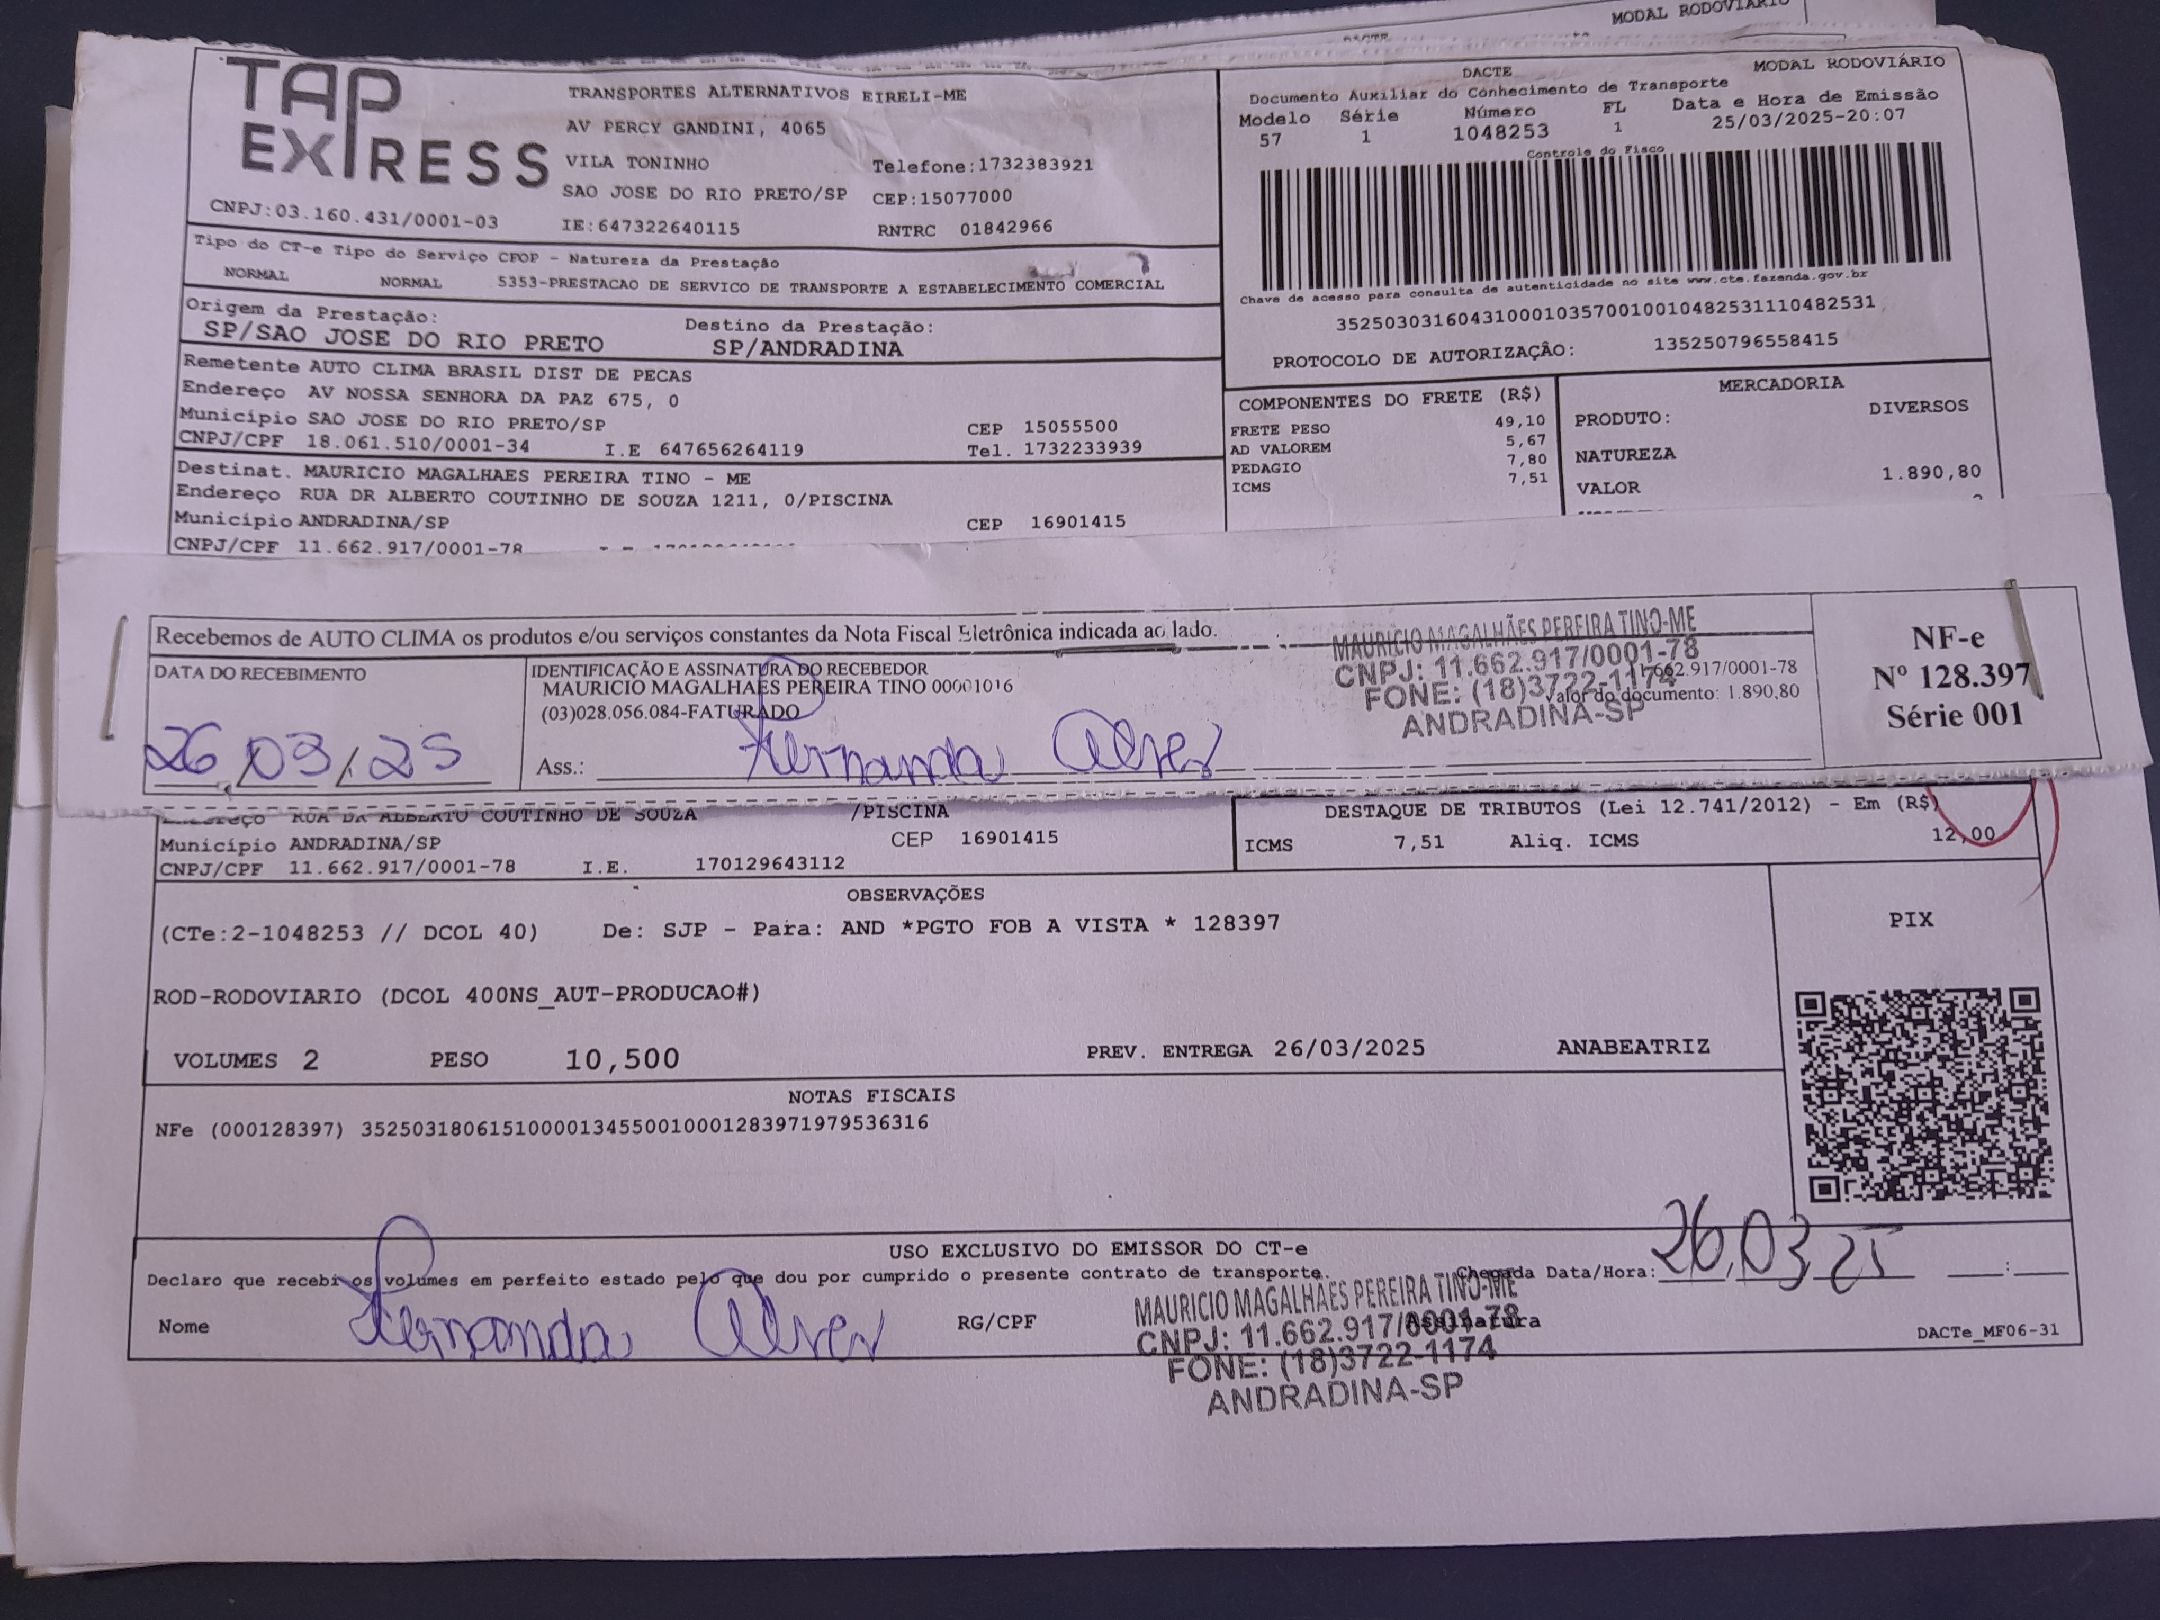 MODAL RODOVIÁRIO
DACTE
TAP EXPRESS
TRANSPORTES ALTERNATIVOS EIRELI-ME
AV PERCY GANDINI, 4065
VILA TONINHO Telefone:1732383921
SAO JOSE DO RIO PRETO/SP CEP:15077000
CNPJ:03.160.431/0001-03 IE:647322640115 RNTRC 01842966
DACTE MODAL RODOVIÁRIO
Documento Auxiliar do Conhecimento de Transporte
Modelo Série Número FL Data e Hora de Emissão
57 1 1048253 1 25/03/2025-20:07
Controle do Fisco
Chave de acesso para consulta de autenticidade no site www.cte.fazenda.gov.br
35250303160431000103570010010482531110482531
PROTOCOLO DE AUTORIZAÇÃO: 135250796558415
Tipo do CT-e Tipo do Serviço CFOP - Natureza da Prestação
NORMAL NORMAL 5353-PRESTACAO DE SERVICO DE TRANSPORTE A ESTABELECIMENTO COMERCIAL
Origem da Prestação: Destino da Prestação:
SP/SAO JOSE DO RIO PRETO SP/ANDRADINA
Remetente AUTO CLIMA BRASIL DIST DE PECAS
Endereço AV NOSSA SENHORA DA PAZ 675, 0
Município SAO JOSE DO RIO PRETO/SP CEP 15055500
CNPJ/CPF 18.061.510/0001-34 I.E 647656264119 Tel. 1732233939
Destinat. MAURICIO MAGALHAES PEREIRA TINO - ME
Endereço RUA DR ALBERTO COUTINHO DE SOUZA 1211, 0/PISCINA
Município ANDRADINA/SP CEP 16901415
CNPJ/CPF 11.662.917/0001-78
COMPONENTES DO FRETE (R$)
FRETE PESO 49,10
AD VALOREM 5,67
PEDAGIO 7,80
ICMS 7,51
MERCADORIA
PRODUTO: DIVERSOS
NATUREZA
VALOR 1.890,80
Recebemos de AUTO CLIMA os produtos e/ou serviços constantes da Nota Fiscal Eletrônica indicada ao lado.
DATA DO RECEBIMENTO
26/03/25
IDENTIFICAÇÃO E ASSINATURA DO RECEBEDOR
MAURICIO MAGALHAES PEREIRA TINO 00001016 662.917/0001-78
(03)028.056.084-FATURADO Valor do documento: 1.890,80
Ass.: Fernanda Alves
MAURICIO MAGALHÃES PEREIRA TINO-ME
CNPJ: 11.662.917/0001-78
FONE: (18)3722-1174
ANDRADINA-SP
NF-e
Nº 128.397
Série 001
Endereço RUA DR ALBERTO COUTINHO DE SOUZA /PISCINA
Município ANDRADINA/SP CEP 16901415
CNPJ/CPF 11.662.917/0001-78 I.E. 170129643112
DESTAQUE DE TRIBUTOS (Lei 12.741/2012) - Em (R$)
ICMS 7,51 Aliq. ICMS 12,00
OBSERVAÇÕES
(CTe:2-1048253 // DCOL 40) De: SJP - Para: AND *PGTO FOB A VISTA * 128397
ROD-RODOVIARIO (DCOL 400NS_AUT-PRODUCAO#)
VOLUMES 2 PESO 10,500 PREV. ENTREGA 26/03/2025 ANABEATRIZ
PIX
NOTAS FISCAIS
NFe (000128397) 35250318061510000134550010001283971979536316
USO EXCLUSIVO DO EMISSOR DO CT-e
Declaro que recebi os volumes em perfeito estado pelo que dou por cumprido o presente contrato de transporte. Chegada Data/Hora: 26,03,25 :
Nome Fernanda Alves RG/CPF Assinatura
MAURICIO MAGALHÃES PEREIRA TINO-ME
CNPJ: 11.662.917/0001-78
FONE: (18)3722-1174
ANDRADINA-SP
DACTe_MF06-31